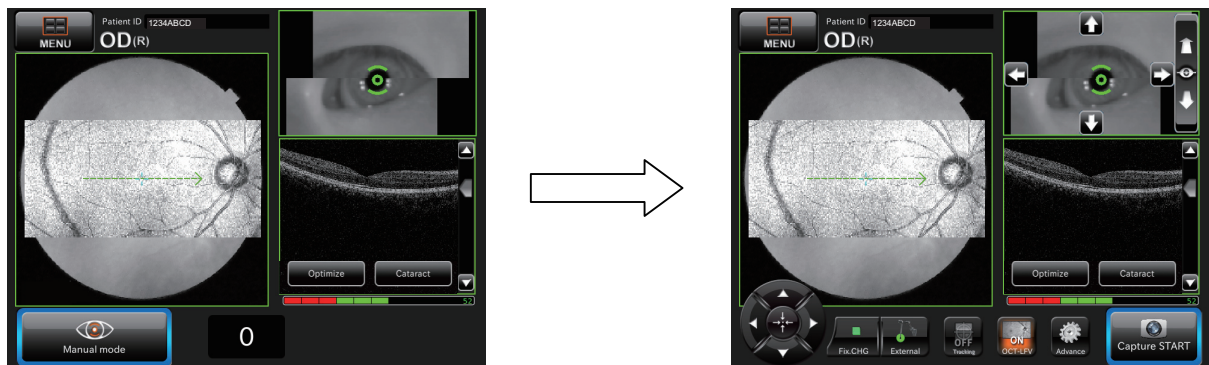 MENU
Patient ID 1234ABCD
OD(R)
Optimize
Cataract
52
Manual mode
0
MENU
Patient ID 1234ABCD
OD(R)
Optimize
Cataract
52
Fix.CHG
External
OFF
Tracking
ON
OCT-LFV
Advance
Capture START